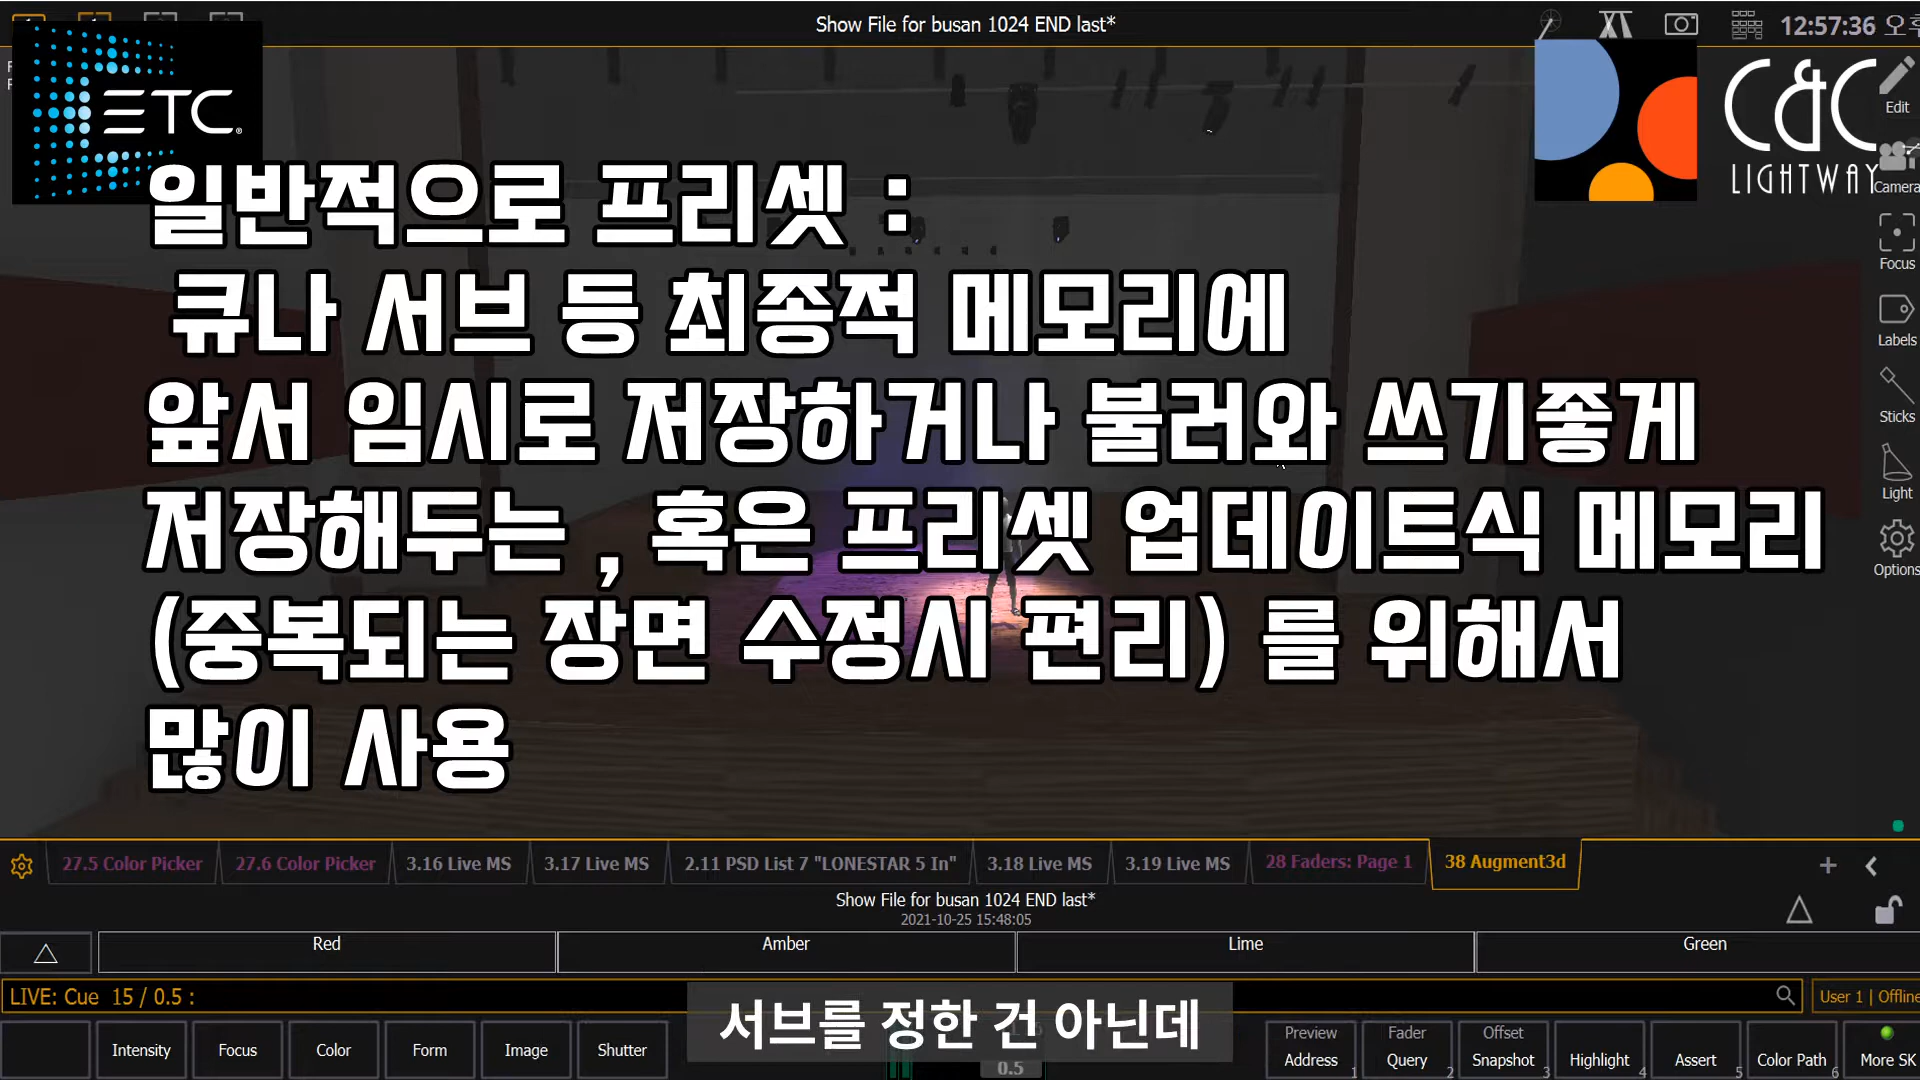 Show File for busan 1024 END last*
12:57:36
ETC
C&C
LIGHTWAY
Edit
Camera
Focus
Labels
Sticks
Light
Options
일반적으로 프리셋 :
큐나 서브 등 최종적 메모리에
앞서 임시로 저장하거나 불러와 쓰기좋게
저장해두는 , 혹은 프리셋 업데이트식 메모리
(중복되는 장면 수정시 편리) 를 위해서
많이 사용
27.5 Color Picker
27.6 Color Picker
3.16 Live MS
3.17 Live MS
2.11 PSD List 7 "LONESTAR 5 In"
3.18 Live MS
3.19 Live MS
28 Faders: Page 1
38 Augment3d
Show File for busan 1024 END last*
2021-10-25 15:48:05
Red
Amber
Lime
Green
LIVE: Cue 15 / 0.5 :
User 1 | Offline
서브를 정한 건 아닌데
0.5
Intensity
Focus
Color
Form
Image
Shutter
Preview
Address
1
Fader
Query
2
Offset
Snapshot
3
Highlight
4
Assert
5
Color Path
6
More SK